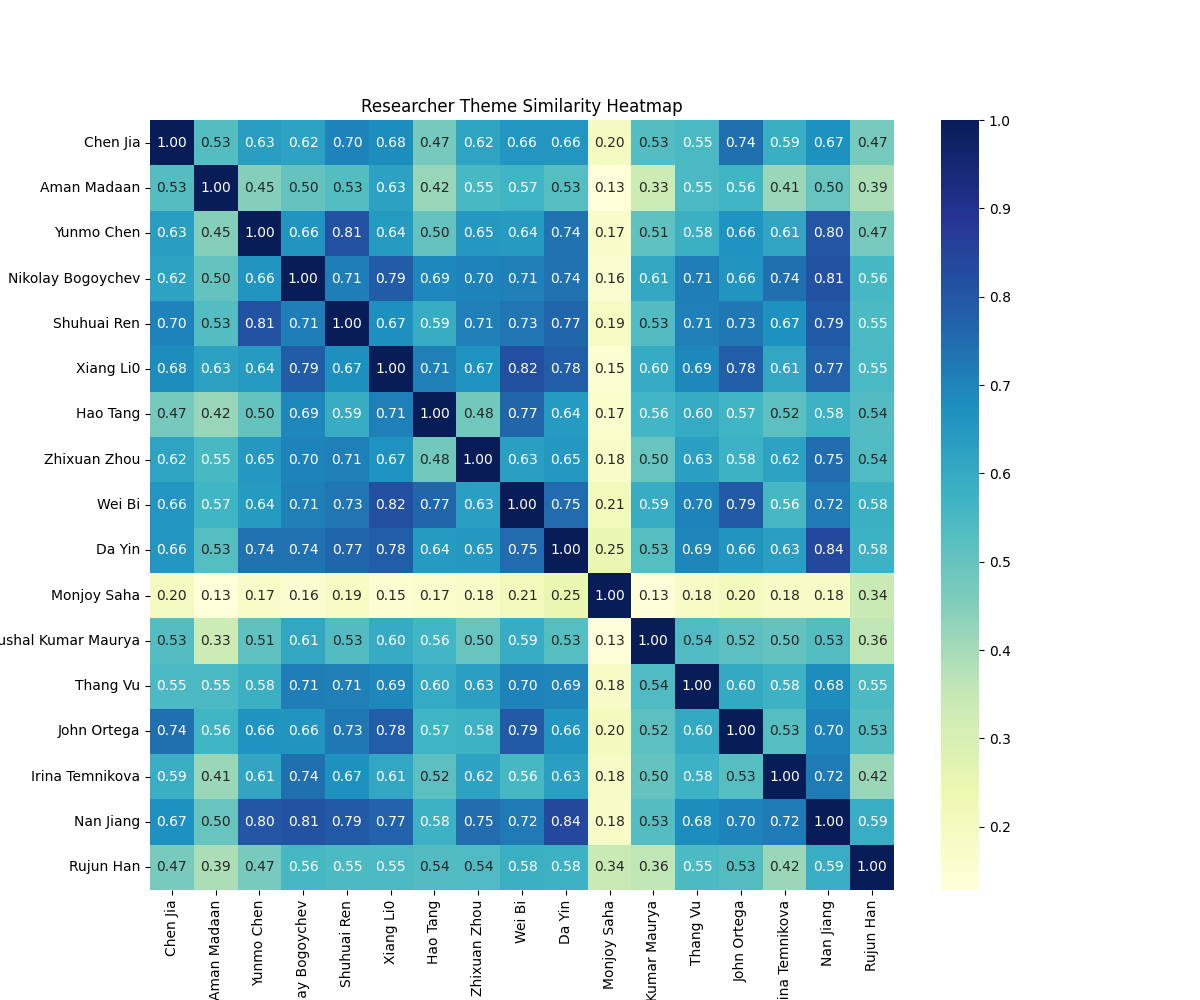 Researcher Theme Similarity Heatmap
Chen Jia 1.00 0.53 0.63 0.62 0.70 0.68 0.47 0.62 0.66 0.66 0.20 0.53 0.55 0.74 0.59 0.67 0.47
Aman Madaan 0.53 1.00 0.45 0.50 0.53 0.63 0.42 0.55 0.57 0.53 0.13 0.33 0.55 0.56 0.41 0.50 0.39
Yunmo Chen 0.63 0.45 1.00 0.66 0.81 0.64 0.50 0.65 0.64 0.74 0.17 0.51 0.58 0.66 0.61 0.80 0.47
Nikolay Bogoychev 0.62 0.50 0.66 1.00 0.71 0.79 0.69 0.70 0.71 0.74 0.16 0.61 0.71 0.66 0.74 0.81 0.56
Shuhuai Ren 0.70 0.53 0.81 0.71 1.00 0.67 0.59 0.71 0.73 0.77 0.19 0.53 0.71 0.73 0.67 0.79 0.55
Xiang Li0 0.68 0.63 0.64 0.79 0.67 1.00 0.71 0.67 0.82 0.78 0.15 0.60 0.69 0.78 0.61 0.77 0.55
Hao Tang 0.47 0.42 0.50 0.69 0.59 0.71 1.00 0.48 0.77 0.64 0.17 0.56 0.60 0.57 0.52 0.58 0.54
Zhixuan Zhou 0.62 0.55 0.65 0.70 0.71 0.67 0.48 1.00 0.63 0.65 0.18 0.50 0.63 0.58 0.62 0.75 0.54
Wei Bi 0.66 0.57 0.64 0.71 0.73 0.82 0.77 0.63 1.00 0.75 0.21 0.59 0.70 0.79 0.56 0.72 0.58
Da Yin 0.66 0.53 0.74 0.74 0.77 0.78 0.64 0.65 0.75 1.00 0.25 0.53 0.69 0.66 0.63 0.84 0.58
Monjoy Saha 0.20 0.13 0.17 0.16 0.19 0.15 0.17 0.18 0.21 0.25 1.00 0.13 0.18 0.20 0.18 0.18 0.34
ushal Kumar Maurya 0.53 0.33 0.51 0.61 0.53 0.60 0.56 0.50 0.59 0.53 0.13 1.00 0.54 0.52 0.50 0.53 0.36
Thang Vu 0.55 0.55 0.58 0.71 0.71 0.69 0.60 0.63 0.70 0.69 0.18 0.54 1.00 0.60 0.58 0.68 0.55
John Ortega 0.74 0.56 0.66 0.66 0.73 0.78 0.57 0.58 0.79 0.66 0.20 0.52 0.60 1.00 0.53 0.70 0.53
Irina Temnikova 0.59 0.41 0.61 0.74 0.67 0.61 0.52 0.62 0.56 0.63 0.18 0.50 0.58 0.53 1.00 0.72 0.42
Nan Jiang 0.67 0.50 0.80 0.81 0.79 0.77 0.58 0.75 0.72 0.84 0.18 0.53 0.68 0.70 0.72 1.00 0.59
Rujun Han 0.47 0.39 0.47 0.56 0.55 0.55 0.54 0.54 0.58 0.58 0.34 0.36 0.55 0.53 0.42 0.59 1.00
Chen Jia
Aman Madaan
Yunmo Chen
ay Bogoychev
Shuhuai Ren
Xiang Li0
Hao Tang
Zhixuan Zhou
Wei Bi
Da Yin
Monjoy Saha
Kumar Maurya
Thang Vu
John Ortega
ina Temnikova
Nan Jiang
Rujun Han
1.0
0.9
0.8
0.7
0.6
0.5
0.4
0.3
0.2